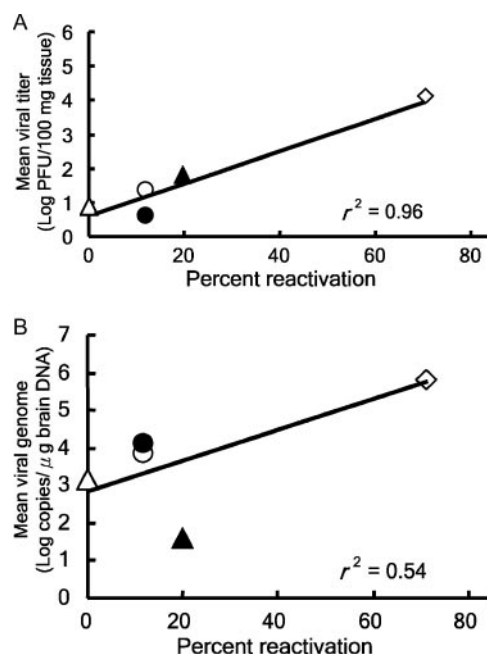 A
Mean viral titer
(Log PFU/100 mg tissue)
6
5
4
3
2
1
0
r² = 0.96
0 20 40 60 80
Percent reactivation
B
Mean viral genome
(Log copies/μg brain DNA)
7
6
5
4
3
2
1
0
r² = 0.54
0 20 40 60 80
Percent reactivation